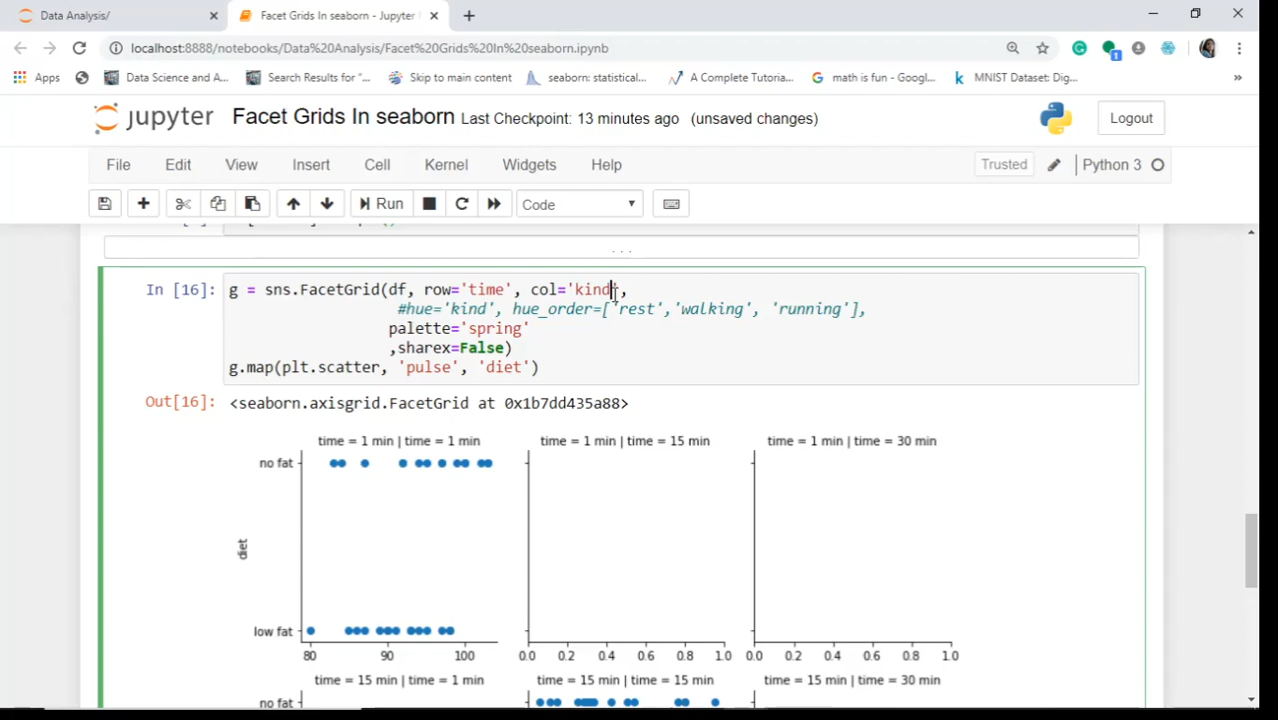 Data Analysis/
Facet Grids In seaborn - Jupyter
localhost:8888/notebooks/Data%20Analysis/Facet%20Grids%20In%20seaborn.ipynb
Apps
Data Science and A...
Search Results for "...
Skip to main content
seaborn: statistical...
A Complete Tutoria...
math is fun - Googl...
MNIST Dataset: Dig...
»
jupyter Facet Grids In seaborn Last Checkpoint: 13 minutes ago (unsaved changes)
Logout
File Edit View Insert Cell Kernel Widgets Help
Trusted
Python 3
Run
Code
...
In [16]: g = sns.FacetGrid(df, row='time', col='kind',
#hue='kind', hue_order=['rest','walking', 'running'],
palette='spring'
,sharex=False)
g.map(plt.scatter, 'pulse', 'diet')
Out[16]: <seaborn.axisgrid.FacetGrid at 0x1b7dd435a88>
time = 1 min | time = 1 min
time = 1 min | time = 15 min
time = 1 min | time = 30 min
no fat
diet
low fat
80 90 100
0.0 0.2 0.4 0.6 0.8 1.0
0.0 0.2 0.4 0.6 0.8 1.0
time = 15 min | time = 1 min
time = 15 min | time = 15 min
time = 15 min | time = 30 min
no fat